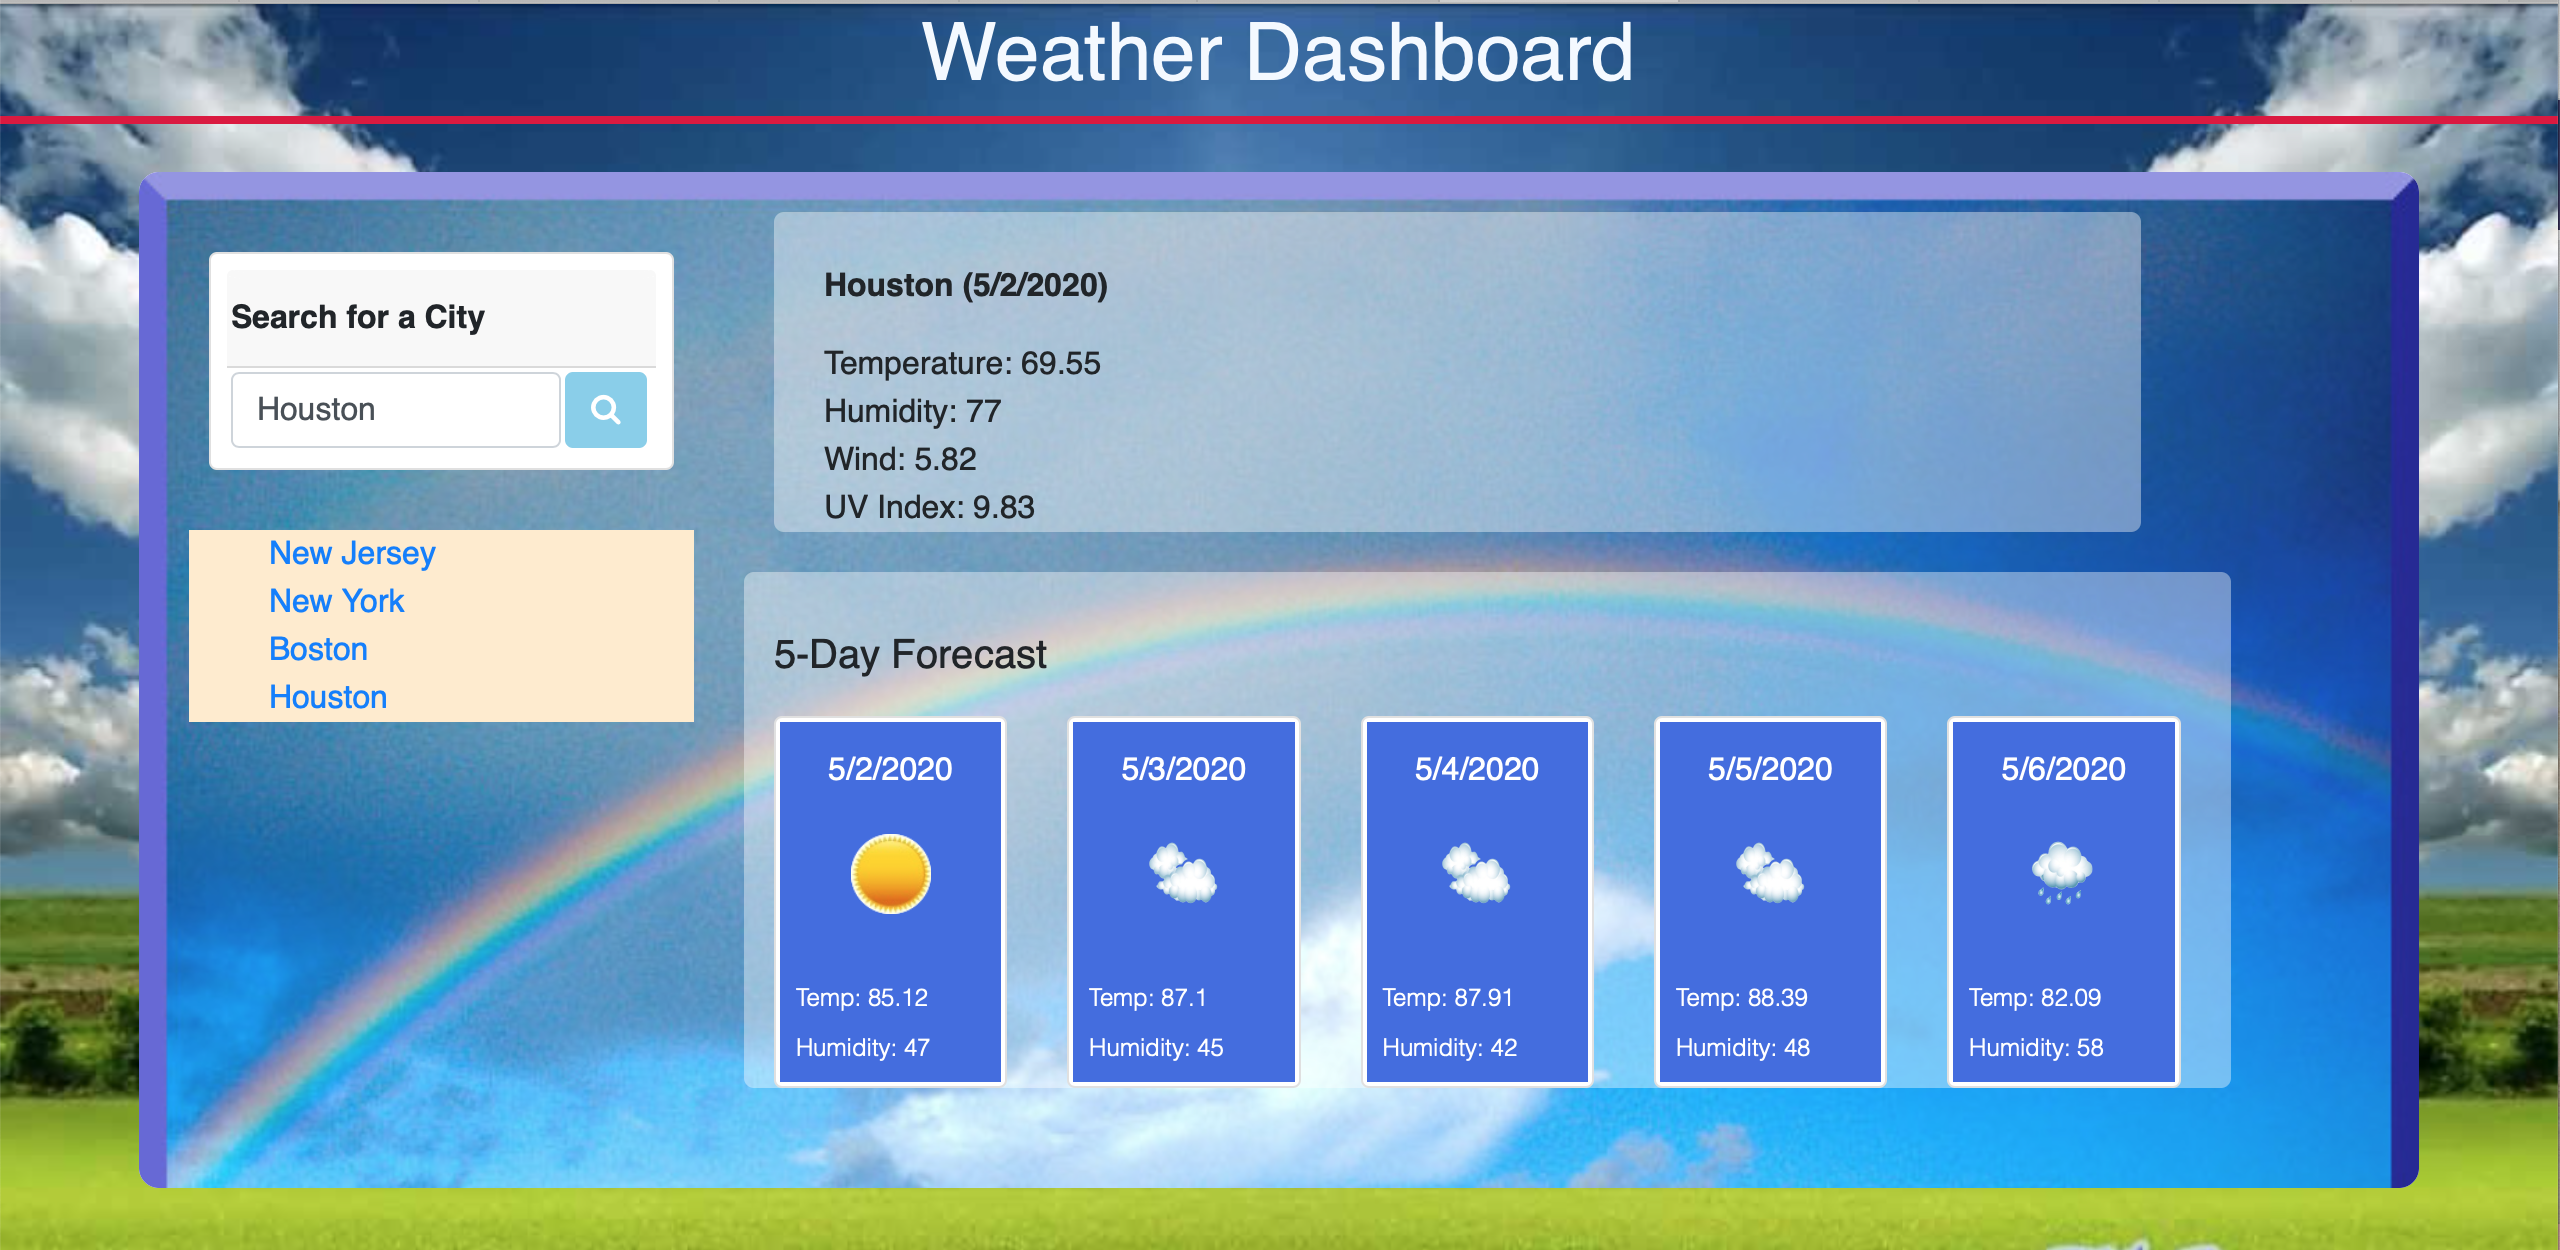 Weather Dashboard
Search for a City
Houston
New Jersey
New York
Boston
Houston
Houston (5/2/2020)
Temperature: 69.55
Humidity: 77
Wind: 5.82
UV Index: 9.83
5-Day Forecast
5/2/2020
Temp: 85.12
Humidity: 47
5/3/2020
Temp: 87.1
Humidity: 45
5/4/2020
Temp: 87.91
Humidity: 42
5/5/2020
Temp: 88.39
Humidity: 48
5/6/2020
Temp: 82.09
Humidity: 58